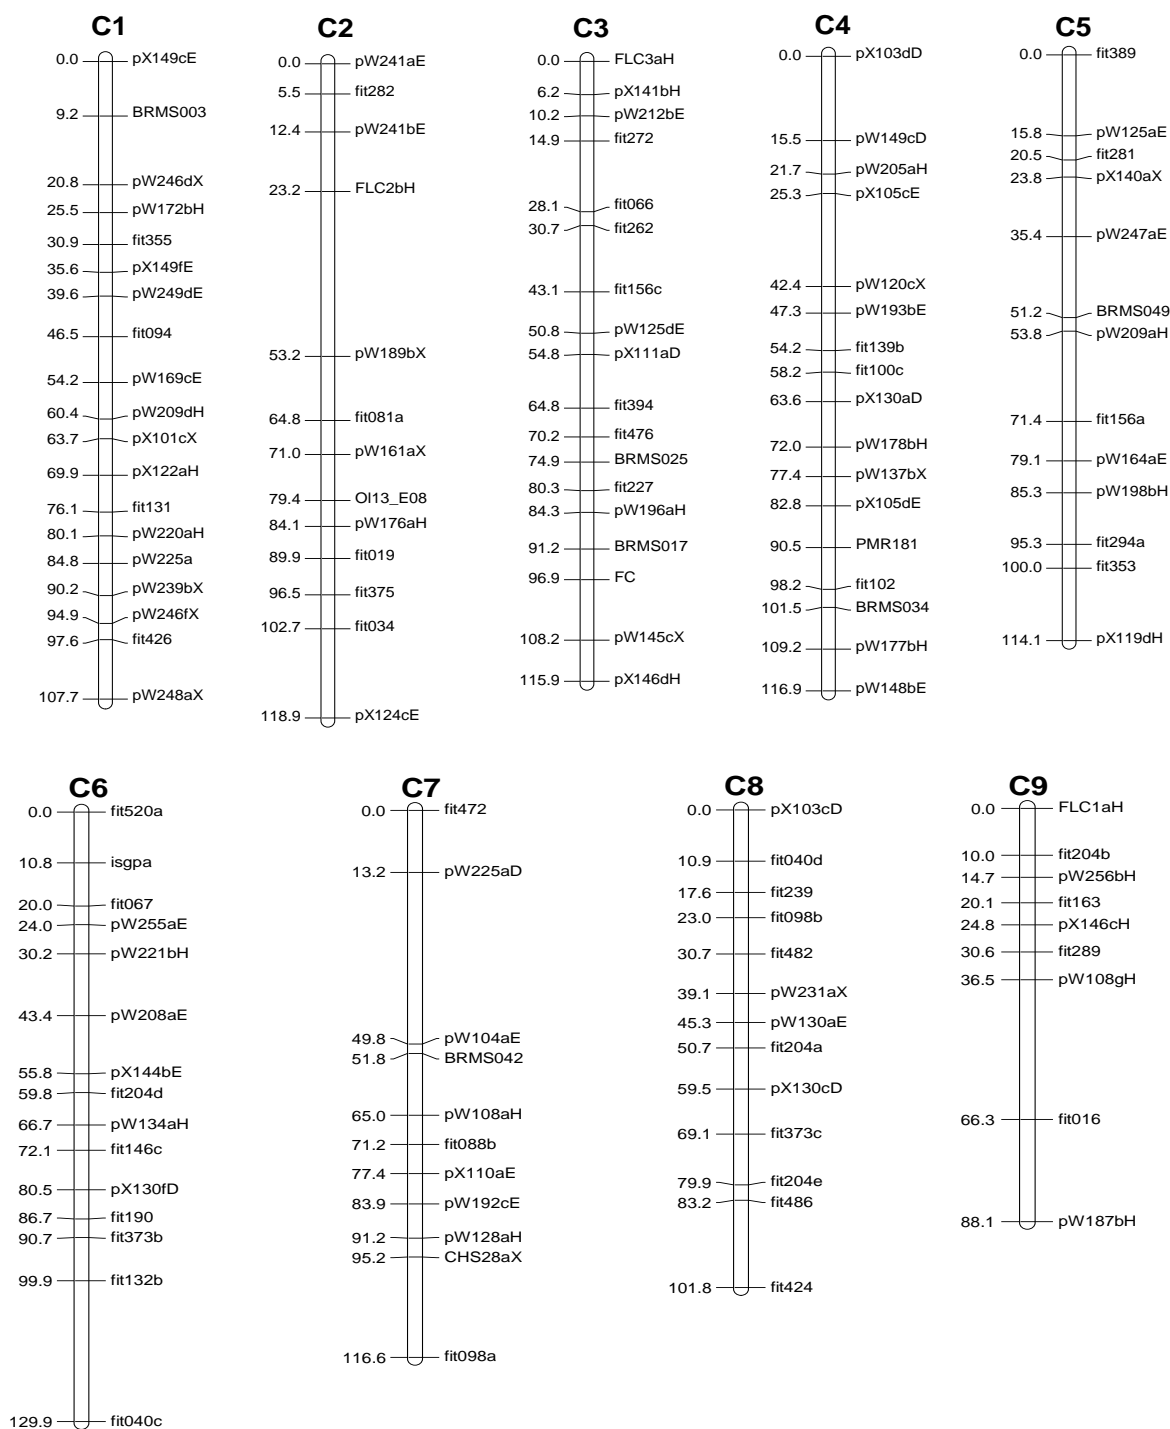 C1
0.0 pX149cE
9.2 BRMS003
20.8 pW246dX
25.5 pW172bH
30.9 fit355
35.6 pX149fE
39.6 pW249dE
46.5 fit094
54.2 pW169cE
60.4 pW209dH
63.7 pX101cX
69.9 pX122aH
76.1 fit131
80.1 pW220aH
84.8 pW225a
90.2 pW239bX
94.9 pW246fX
97.6 fit426
107.7 pW248aX
C2
0.0 pW241aE
5.5 fit282
12.4 pW241bE
23.2 FLC2bH
53.2 pW189bX
64.8 fit081a
71.0 pW161aX
79.4 Ol13_E08
84.1 pW176aH
89.9 fit019
96.5 fit375
102.7 fit034
118.9 pX124cE
C3
0.0 FLC3aH
6.2 pX141bH
10.2 pW212bE
14.9 fit272
28.1 fit066
30.7 fit262
43.1 fit156c
50.8 pW125dE
54.8 pX111aD
64.8 fit394
70.2 fit476
74.9 BRMS025
80.3 fit227
84.3 pW196aH
91.2 BRMS017
96.9 FC
108.2 pW145cX
115.9 pX146dH
C4
0.0 pX103dD
15.5 pW149cD
21.7 pW205aH
25.3 pX105cE
42.4 pW120cX
47.3 pW193bE
54.2 fit139b
58.2 fit100c
63.6 pX130aD
72.0 pW178bH
77.4 pW137bX
82.8 pX105dE
90.5 PMR181
98.2 fit102
101.5 BRMS034
109.2 pW177bH
116.9 pW148bE
C5
0.0 fit389
15.8 pW125aE
20.5 fit281
23.8 pX140aX
35.4 pW247aE
51.2 BRMS049
53.8 pW209aH
71.4 fit156a
79.1 pW164aE
85.3 pW198bH
95.3 fit294a
100.0 fit353
114.1 pX119dH
C6
0.0 fit520a
10.8 isgpa
20.0 fit067
24.0 pW255aE
30.2 pW221bH
43.4 pW208aE
55.8 pX144bE
59.8 fit204d
66.7 pW134aH
72.1 fit146c
80.5 pX130fD
86.7 fit190
90.7 fit373b
99.9 fit132b
129.9 fit040c
C7
0.0 fit472
13.2 pW225aD
49.8 pW104aE
51.8 BRMS042
65.0 pW108aH
71.2 fit088b
77.4 pX110aE
83.9 pW192cE
91.2 pW128aH
95.2 CHS28aX
116.6 fit098a
C8
0.0 pX103cD
10.9 fit040d
17.6 fit239
23.0 fit098b
30.7 fit482
39.1 pW231aX
45.3 pW130aE
50.7 fit204a
59.5 pX130cD
69.1 fit373c
79.9 fit204e
83.2 fit486
101.8 fit424
C9
0.0 FLC1aH
10.0 fit204b
14.7 pW256bH
20.1 fit163
24.8 pX146cH
30.6 fit289
36.5 pW108gH
66.3 fit016
88.1 pW187bH